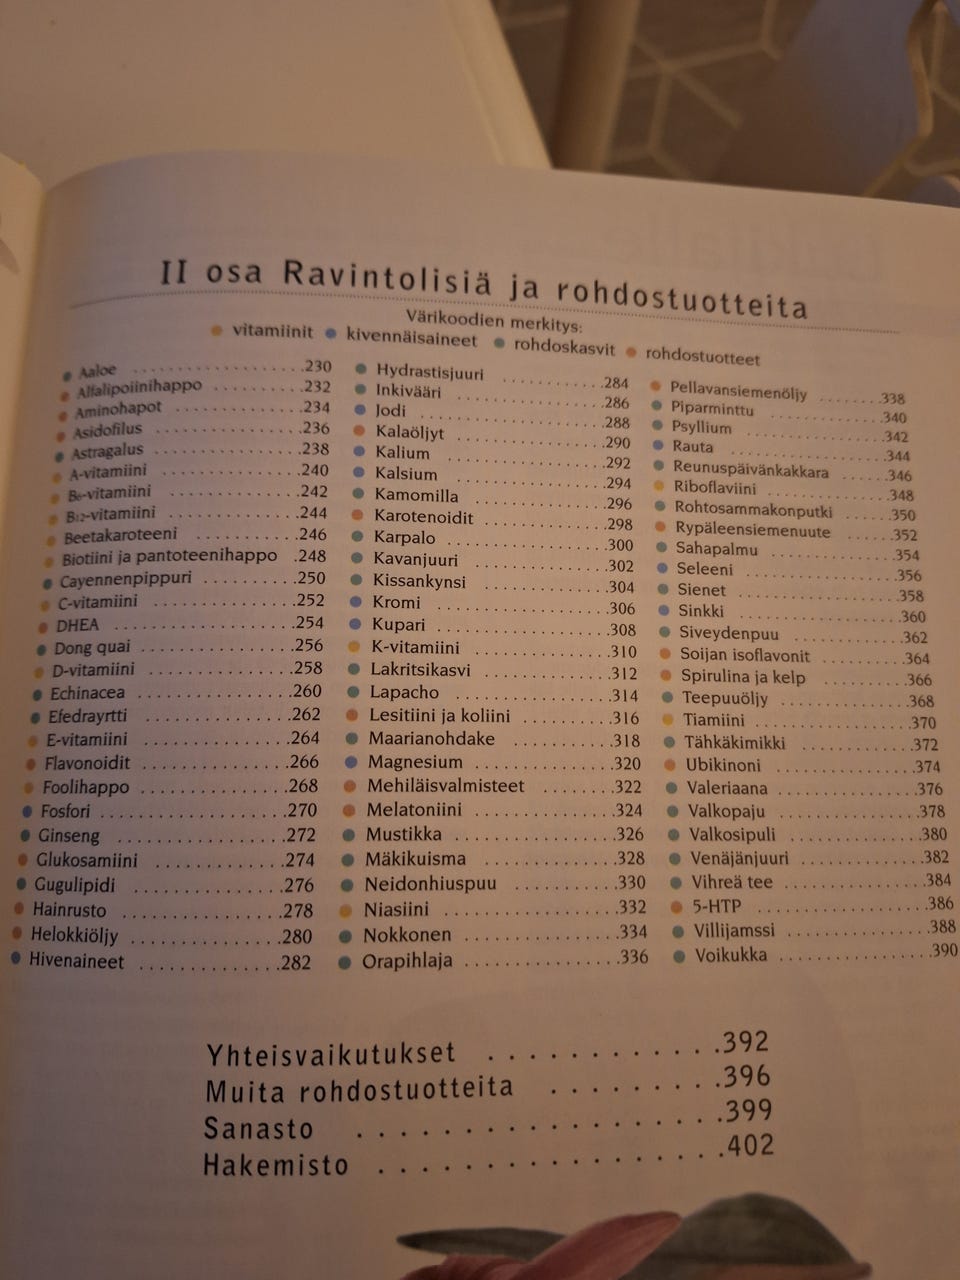 II osa Ravintolisiä ja rohdostuotteita
Värikoodien merkitys:
vitamiinit kivennäisaineet rohdoskasvit rohdostuotteet
Aaloe ..................230
Alfalipoiinihappo ..........232
Aminohapot .............234
Asidofilus ................236
Astragalus ...............238
A-vitamiini ..............240
B6-vitamiini .............242
B12-vitamiini .............244
Beetakaroteeni ...........246
Biotiini ja pantoteenihappo .248
Cayennenpippuri .........250
C-vitamiini ..............252
DHEA ..................254
Dong quai ...............256
D-vitamiini ..............258
Echinacea ...............260
Efedrayrtti ..............262
E-vitamiini ..............264
Flavonoidit ..............266
Foolihappo ..............268
Fosfori ..................270
Ginseng ................272
Glukosamiini ............274
Gugulipidi ..............276
Hainrusto ...............278
Helokkiöljy ..............280
Hivenaineet .............282
Hydrastisjuuri ...........284
Inkivääri ...............286
Jodi ...................288
Kalaöljyt ...............290
Kalium .................292
Kalsium ................294
Kamomilla ..............296
Karotenoidit ............298
Karpalo ................300
Kavanjuuri ..............302
Kissankynsi .............304
Kromi .................306
Kupari .................308
K-vitamiini .............310
Lakritsikasvi ............312
Lapacho ................314
Lesitiini ja koliini .........316
Maarianohdake ..........318
Magnesium .............320
Mehiläisvalmisteet ........322
Melatoniini .............324
Mustikka ...............326
Mäkikuisma .............328
Neidonhiuspuu ..........330
Niasiini ................332
Nokkonen ..............334
Orapihlaja ..............336
Pellavansiemenöljy ........338
Piparminttu .............340
Psyllium ................342
Rauta ..................344
Reunuspäivänkakkara ......346
Riboflaviini ..............348
Rohtosammakonputki ......350
Rypäleensiemenuute .......352
Sahapalmu ..............354
Seleeni .................356
Sienet ..................358
Sinkki ..................360
Siveydenpuu .............362
Soijan isoflavonit .........364
Spirulina ja kelp ..........366
Teepuuöljy ..............368
Tiamiini ................370
Tähkäkimikki ............372
Ubikinoni ...............374
Valeriaana ..............376
Valkopaju ...............378
Valkosipuli ..............380
Venäjänjuuri .............382
Vihreä tee ...............384
5-HTP ..................386
Villijamssi ...............388
Voikukka ................390
Yhteisvaikutukset ............392
Muita rohdostuotteita .........396
Sanasto ...................399
Hakemisto ..................402